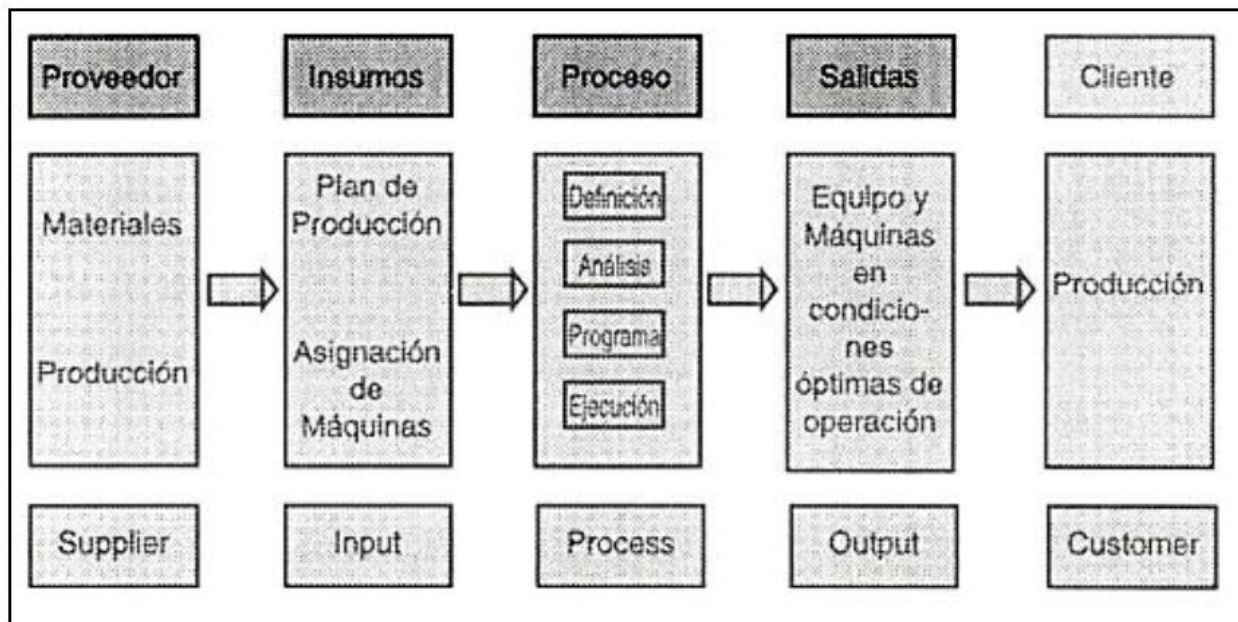 Proveedor
Insumos
Proceso
Salidas
Cliente
Materiales
Producción
Plan de
Producción
Asignación
de
Máquinas
Definición
Análisis
Programa
Ejecución
Equipo y
Máquinas
en
condicio-
nes
óptimas de
operación
Producción
Supplier
Input
Process
Output
Customer